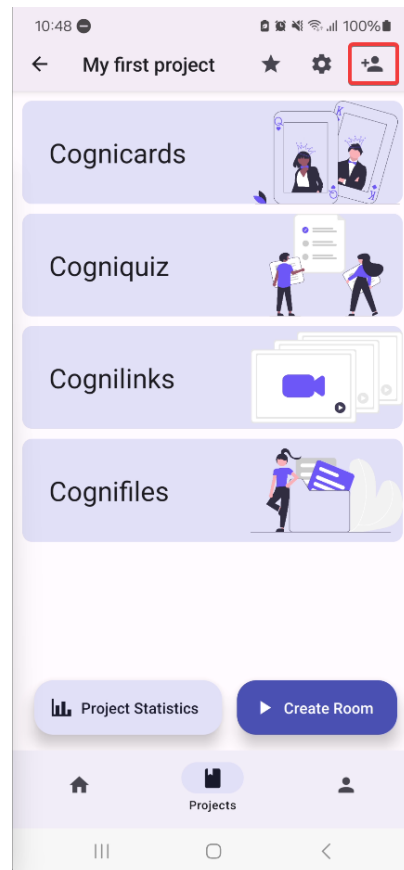 10:48 100%
My first project
Cognicards
Cogniquiz
Cognilinks
Cognifiles
Project Statistics
Create Room
Projects